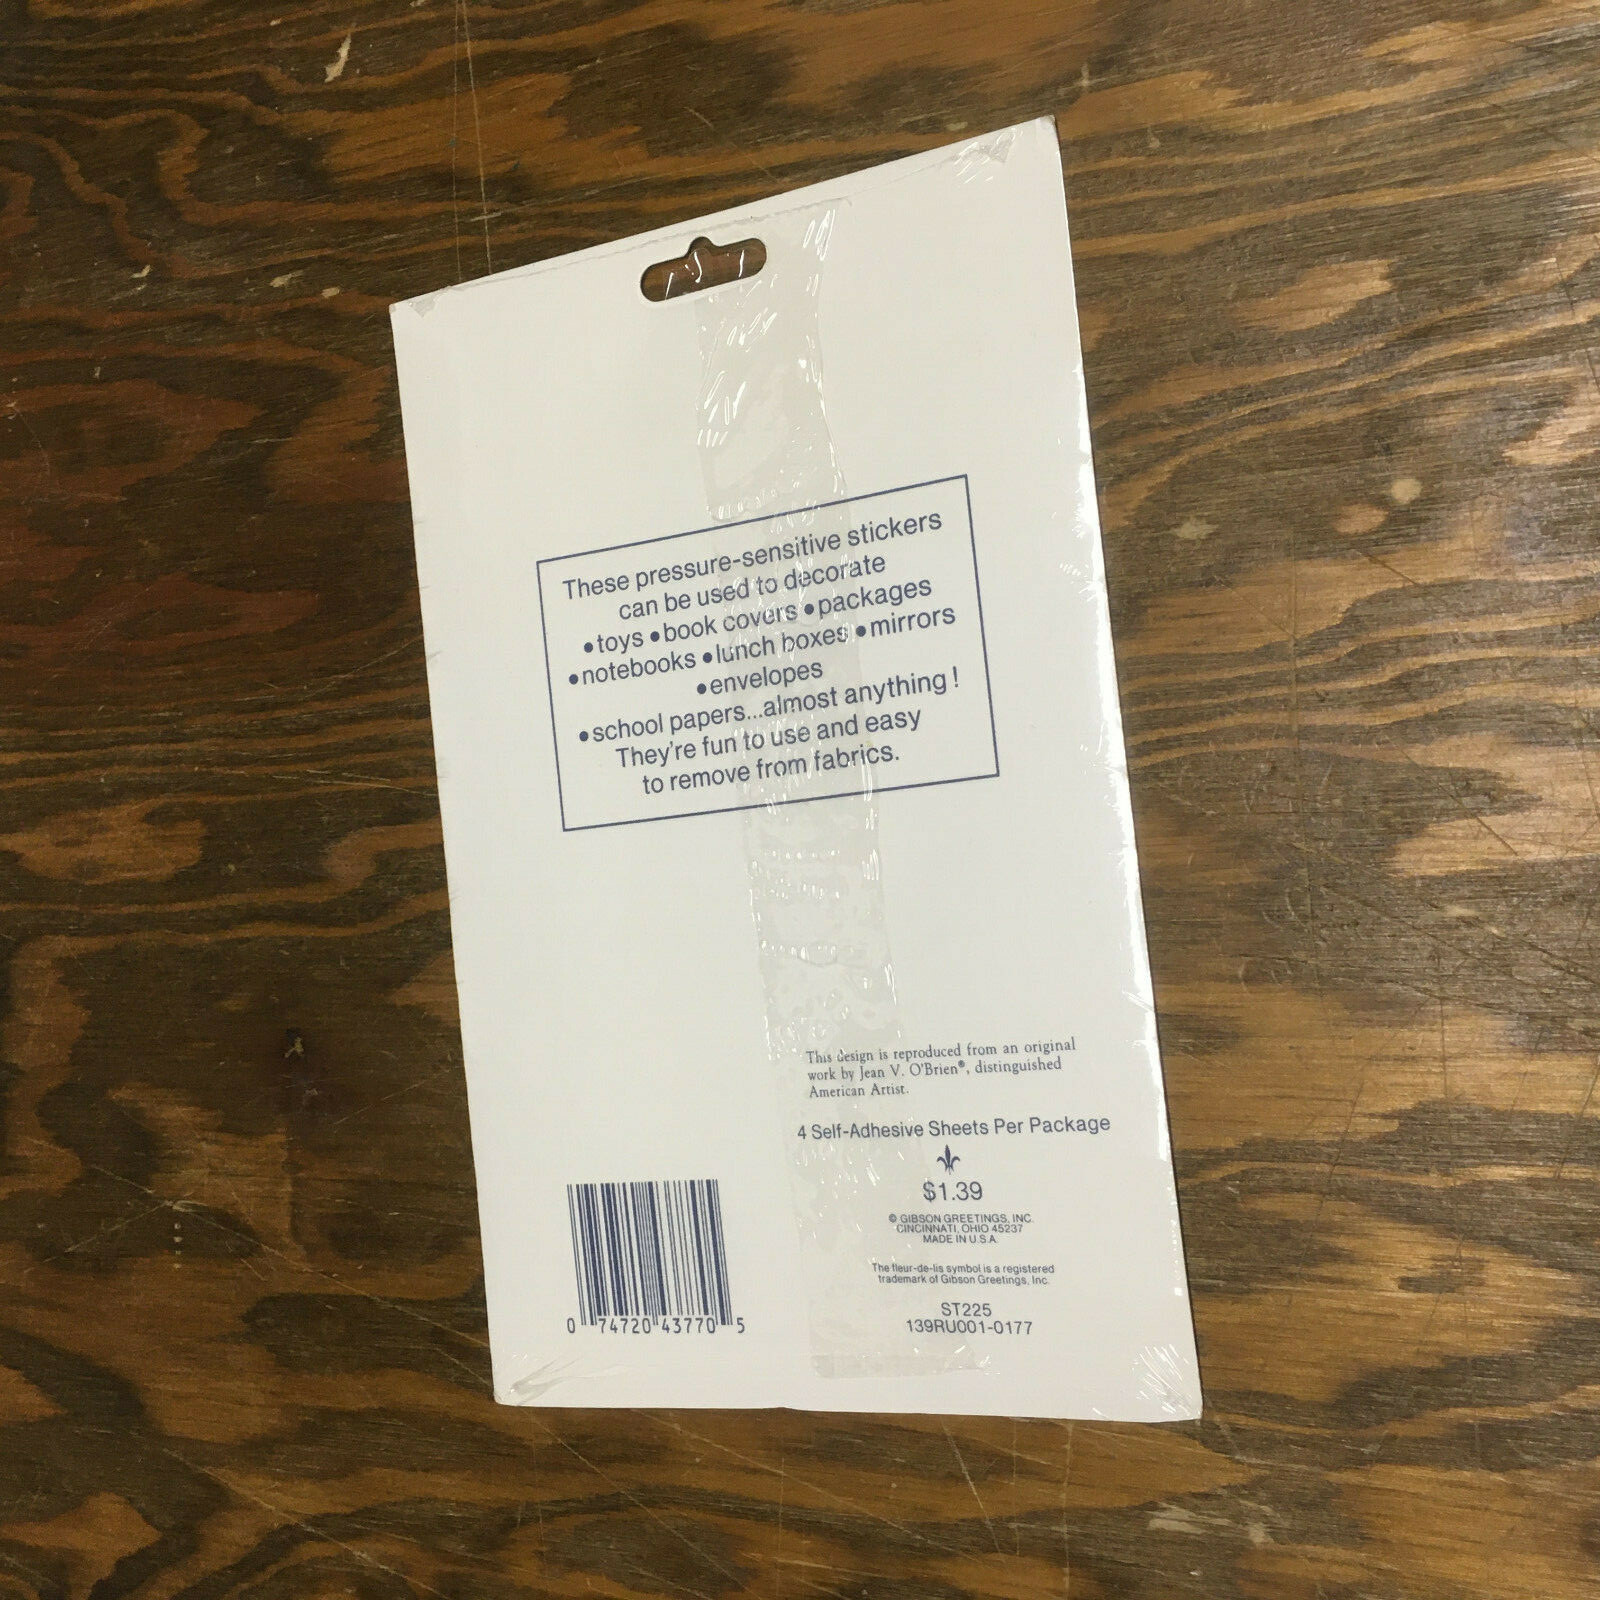 These pressure-sensitive stickers
can be used to decorate
•toys •book covers •packages
•notebooks •lunch boxes •mirrors
•envelopes
•school papers...almost anything!
They're fun to use and easy
to remove from fabrics.
This design is reproduced from an original
work by Jean V. O'Brien®, distinguished
American Artist.
4 Self-Adhesive Sheets Per Package
$1.39
© GIBSON GREETINGS, INC.
CINCINNATI, OHIO 45237
MADE IN U.S.A.
The fleur-de-lis symbol is a registered
trademark of Gibson Greetings, Inc.
ST225
139RU001-0177
0 74720 43770 5